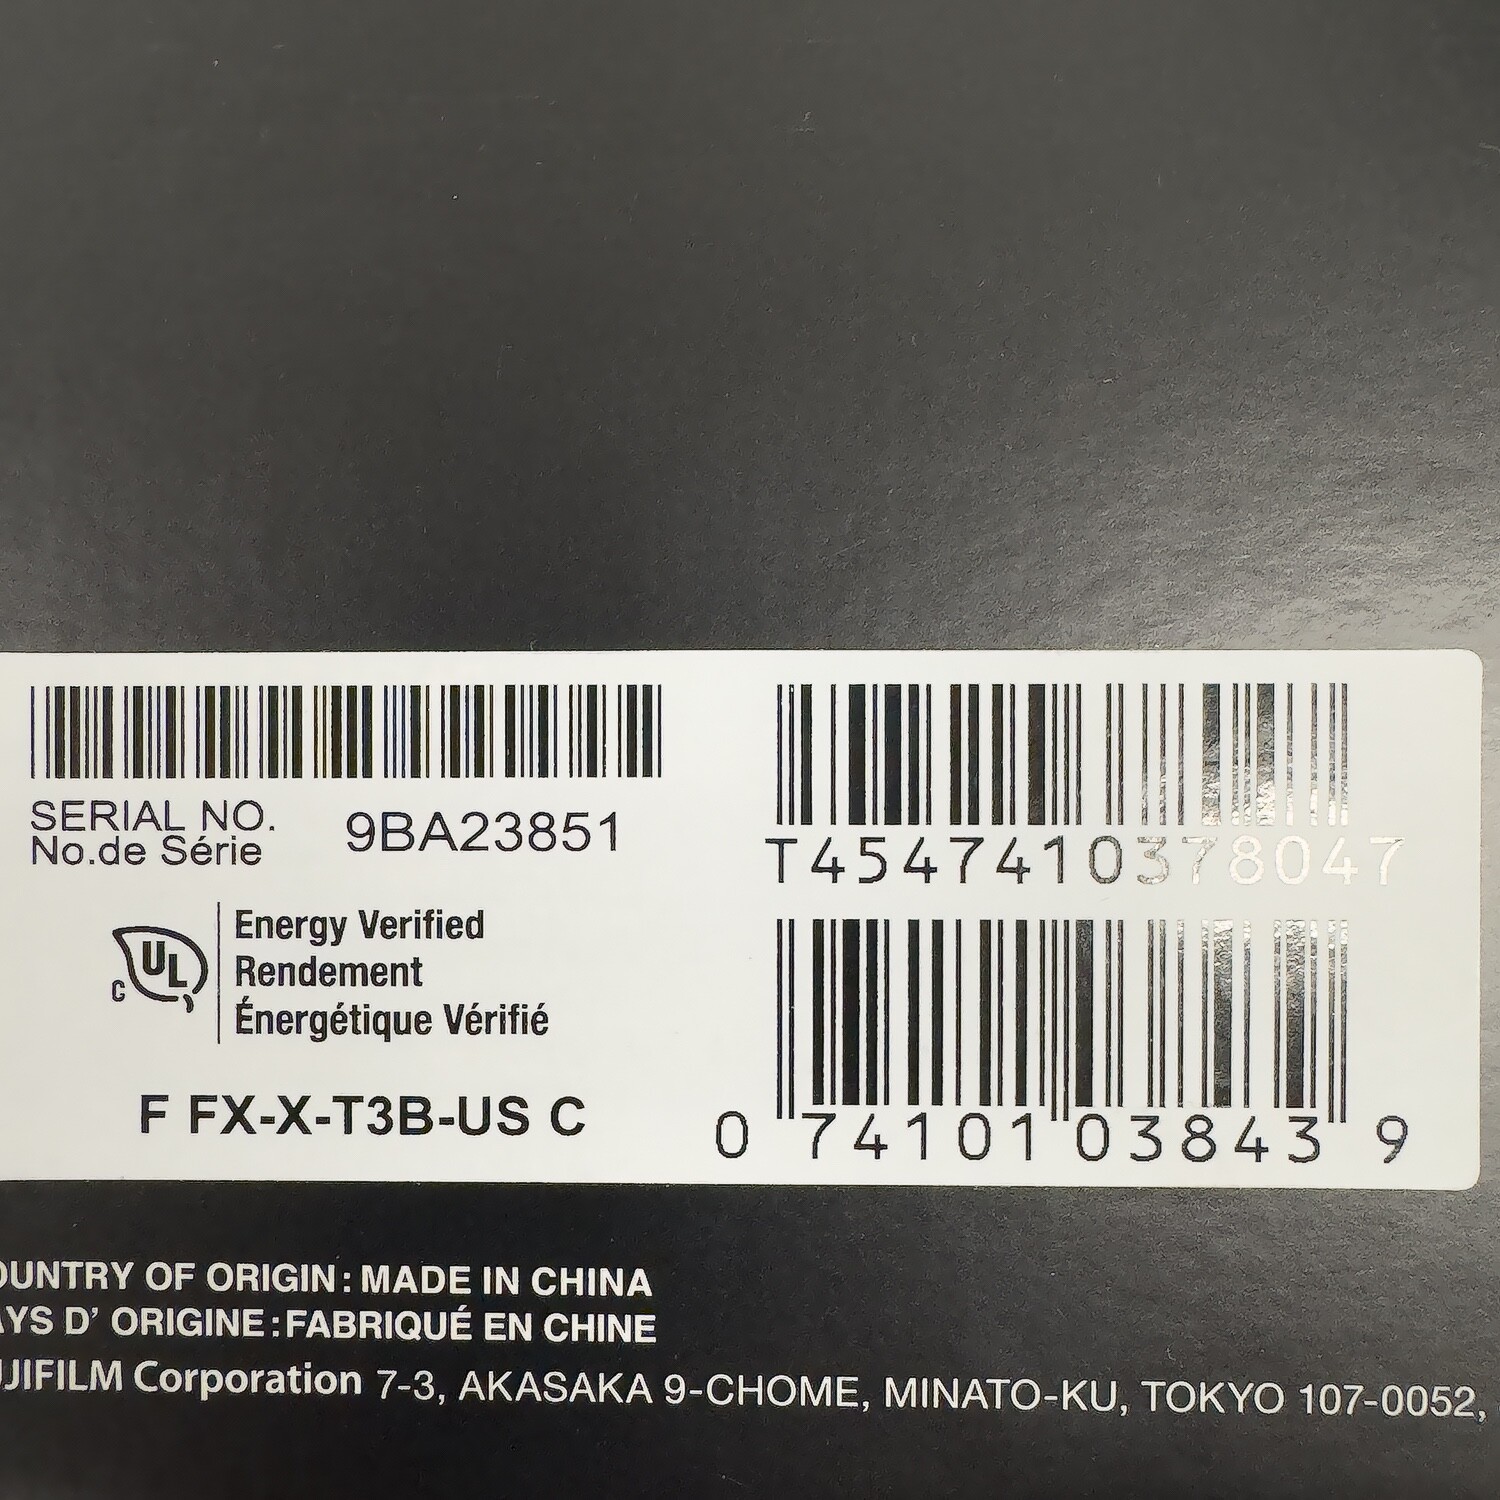 SERIAL NO.
No.de Série
9BA23851
T4547410378047
C UL
Energy Verified
Rendement
Énergétique Vérifié
F FX-X-T3B-US C
0 74101 03843 9
OUNTRY OF ORIGIN: MADE IN CHINA
AYS D' ORIGINE:FABRIQUÉ EN CHINE
JIFILM Corporation 7-3, AKASAKA 9-CHOME, MINATO-KU, TOKYO 107-0052,